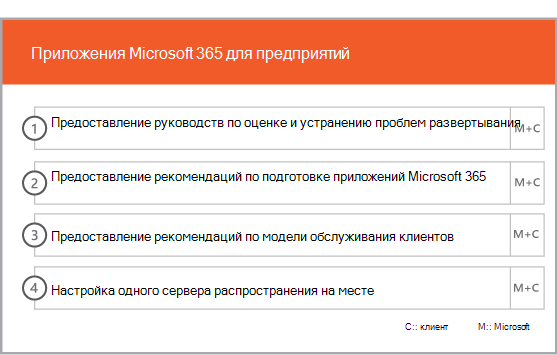 Приложения Microsoft 365 для предприятий
1 Предоставление руководств по оценке и устранению проблем развертывания. M+C
2 Предоставление рекомендаций по подготовке приложений Microsoft 365 M+C
3 Предоставление рекомендаций по модели обслуживания клиентов M+C
4 Настройка одного сервера распространения на месте M+C
C:: клиент M:: Microsoft